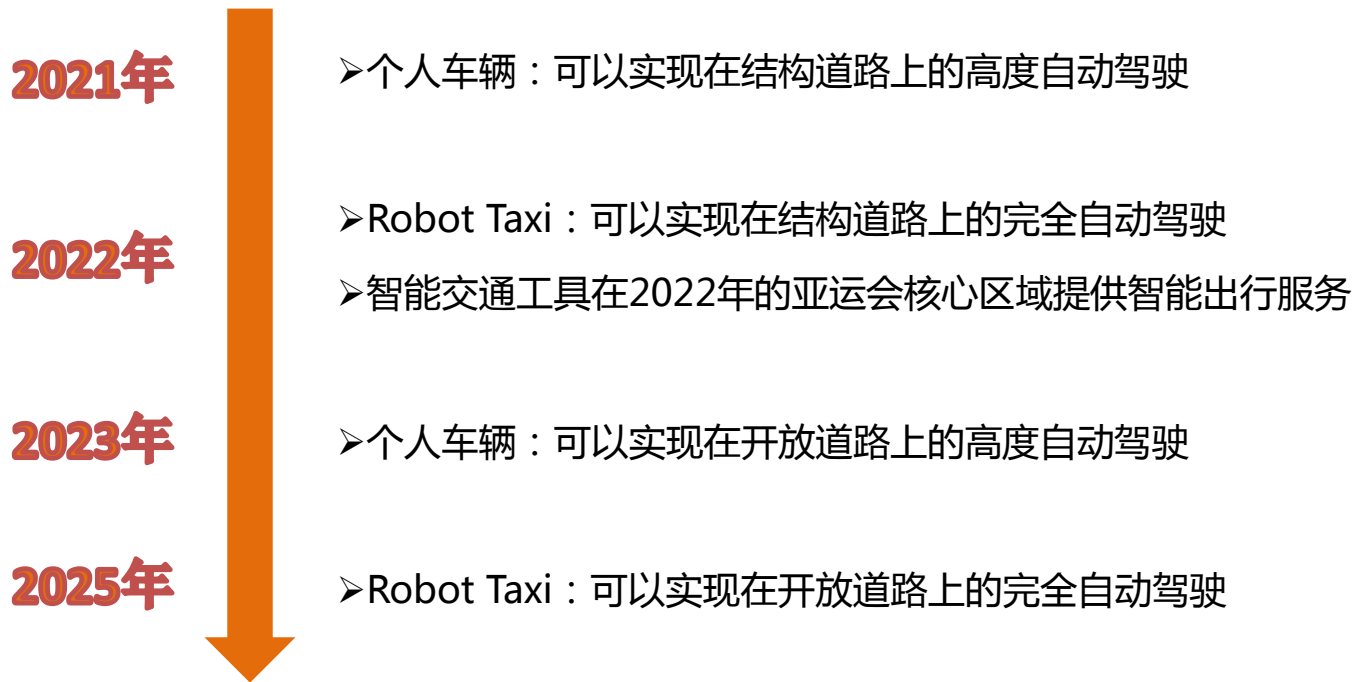 2021年
➢个人车辆：可以实现在结构道路上的高度自动驾驶
2022年
➢Robot Taxi：可以实现在结构道路上的完全自动驾驶
➢智能交通工具在2022年的亚运会核心区域提供智能出行服务
2023年
➢个人车辆：可以实现在开放道路上的高度自动驾驶
2025年
➢Robot Taxi：可以实现在开放道路上的完全自动驾驶